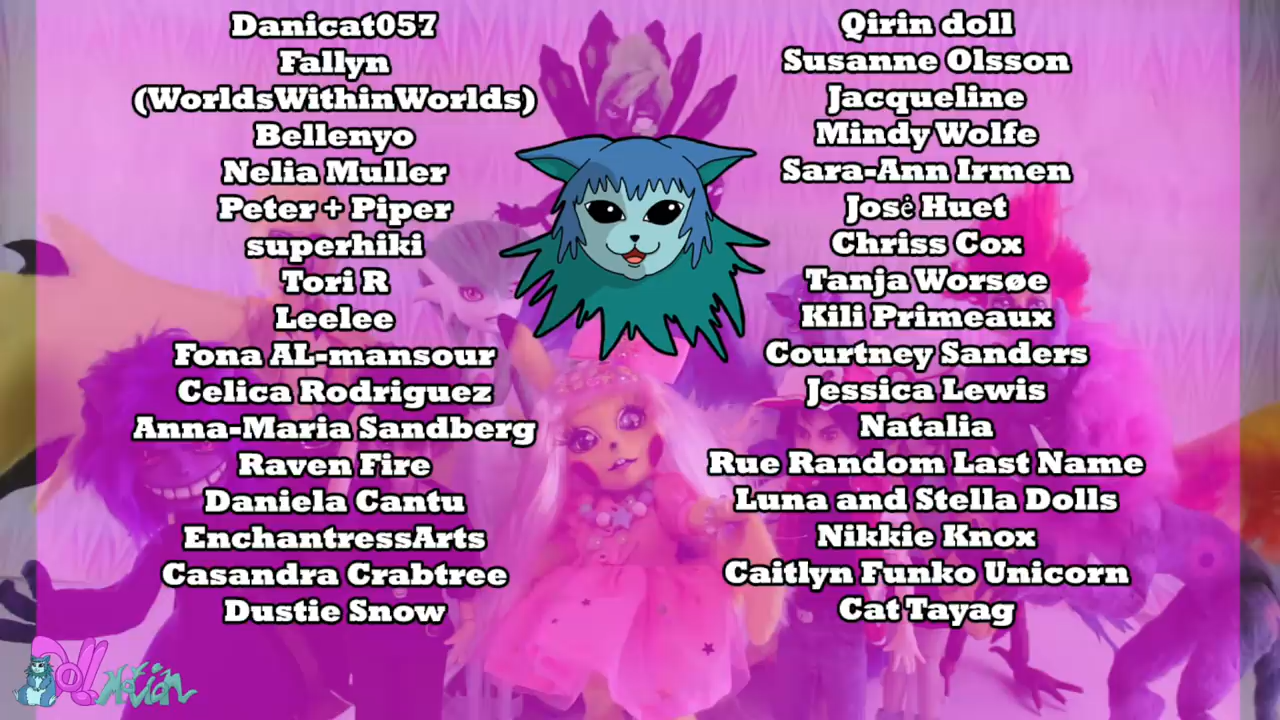 Danicat057
Fallyn
(WorldsWithinWorlds)
Bellenyo
Nelia Muller
Peter + Piper
superhiki
Tori R
Leelee
Fona AL-mansour
Celica Rodriguez
Anna-Maria Sandberg
Raven Fire
Daniela Cantu
EnchantressArts
Casandra Crabtree
Dustie Snow
Qirin doll
Susanne Olsson
Jacqueline
Mindy Wolfe
Sara-Ann Irmen
José Huet
Chriss Cox
Tanja Worsøe
Kili Primeaux
Courtney Sanders
Jessica Lewis
Natalia
Rue Random Last Name
Luna and Stella Dolls
Nikkie Knox
Caitlyn Funko Unicorn
Cat Tayag
Doll Motion